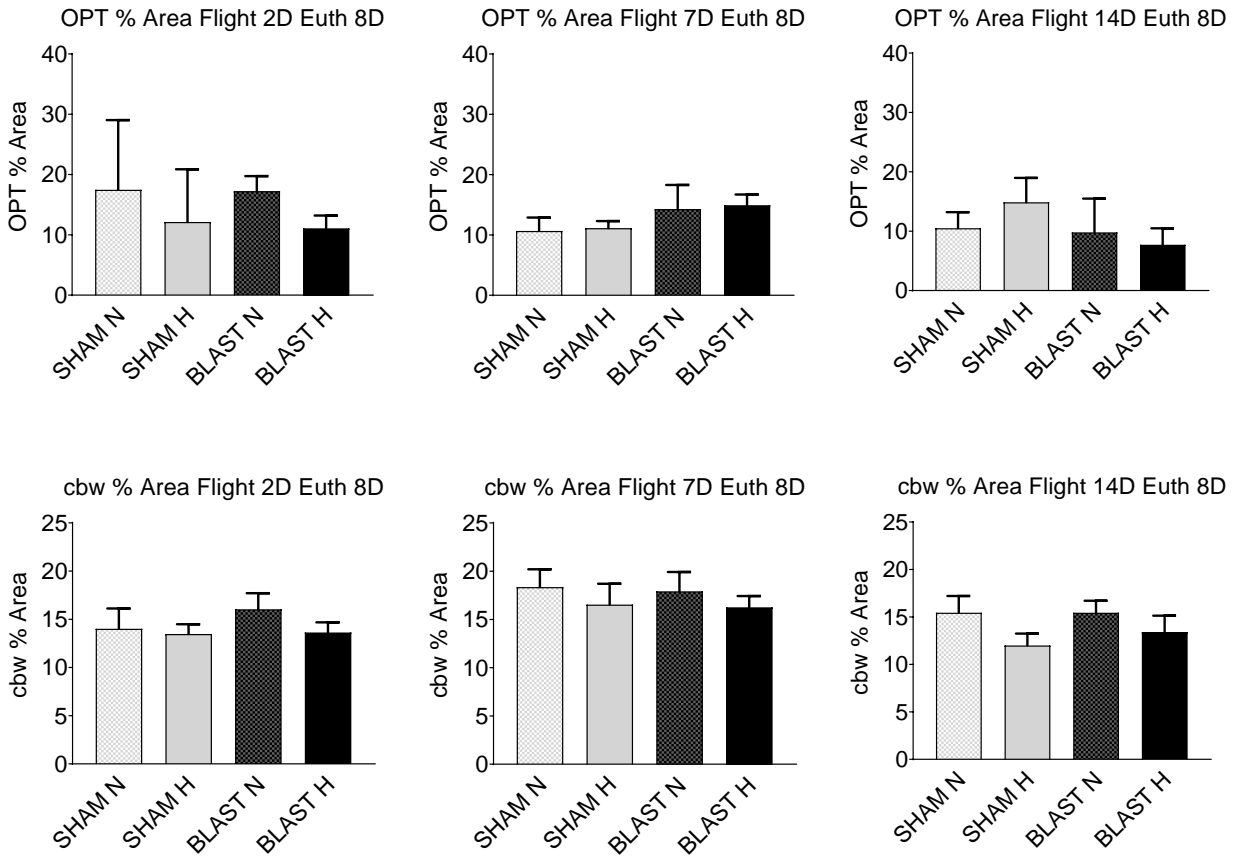 OPT % Area Flight 2D Euth 8D
40
30
20
10
0
OPT % Area
SHAM N
SHAM H
BLAST N
BLAST H
OPT % Area Flight 7D Euth 8D
40
30
20
10
0
OPT % Area
SHAM N
SHAM H
BLAST N
BLAST H
OPT % Area Flight 14D Euth 8D
40
30
20
10
0
OPT % Area
SHAM N
SHAM H
BLAST N
BLAST H
cbw % Area Flight 2D Euth 8D
25
20
15
10
5
0
cbw % Area
SHAM N
SHAM H
BLAST N
BLAST H
cbw % Area Flight 7D Euth 8D
25
20
15
10
5
0
cbw % Area
SHAM N
SHAM H
BLAST N
BLAST H
cbw % Area Flight 14D Euth 8D
25
20
15
10
5
0
cbw % Area
SHAM N
SHAM H
BLAST N
BLAST H